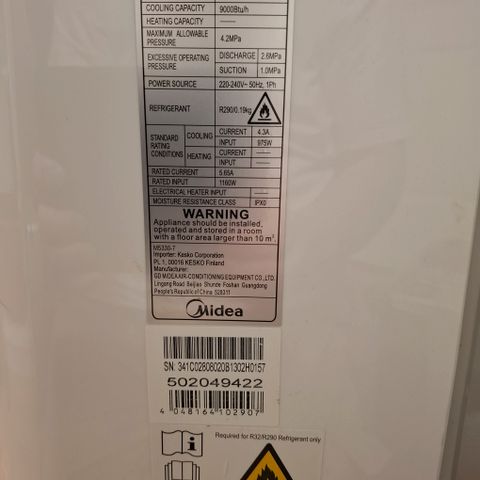 COOLING CAPACITY 9000Btu/h
HEATING CAPACITY —
MAXIMUM ALLOWABLE PRESSURE 4.2MPa
EXCESSIVE OPERATING PRESSURE DISCHARGE 2.6MPa
SUCTION 1.0MPa
POWER SOURCE 220-240V~ 50Hz, 1Ph
REFRIGERANT R290/0.19kg
STANDARD RATING CONDITIONS COOLING CURRENT 4.3A
INPUT 975W
HEATING CURRENT —
INPUT —
RATED CURRENT 5.65A
RATED INPUT 1160W
ELECTRICAL HEATER INPUT —
MOISTURE RESISTANCE CLASS IPX0
WARNING
Appliance should be installed,
operated and stored in a room
with a floor area larger than 10 m².
M5330-7
Importer: Kesko Corporation
PL 1, 00016 KESKO Finland
Manufacturer:
GD MIDEA AIR-CONDITIONING EQUIPMENT CO.,LTD.
Lingang Road Beijiao Shunde Foshan Guangdong
People's Republic of China 528311
Midea
SN: 341C02808020B1302H0157
502049422
4 048164 102907
Required for R32/R290 Refrigerant only.